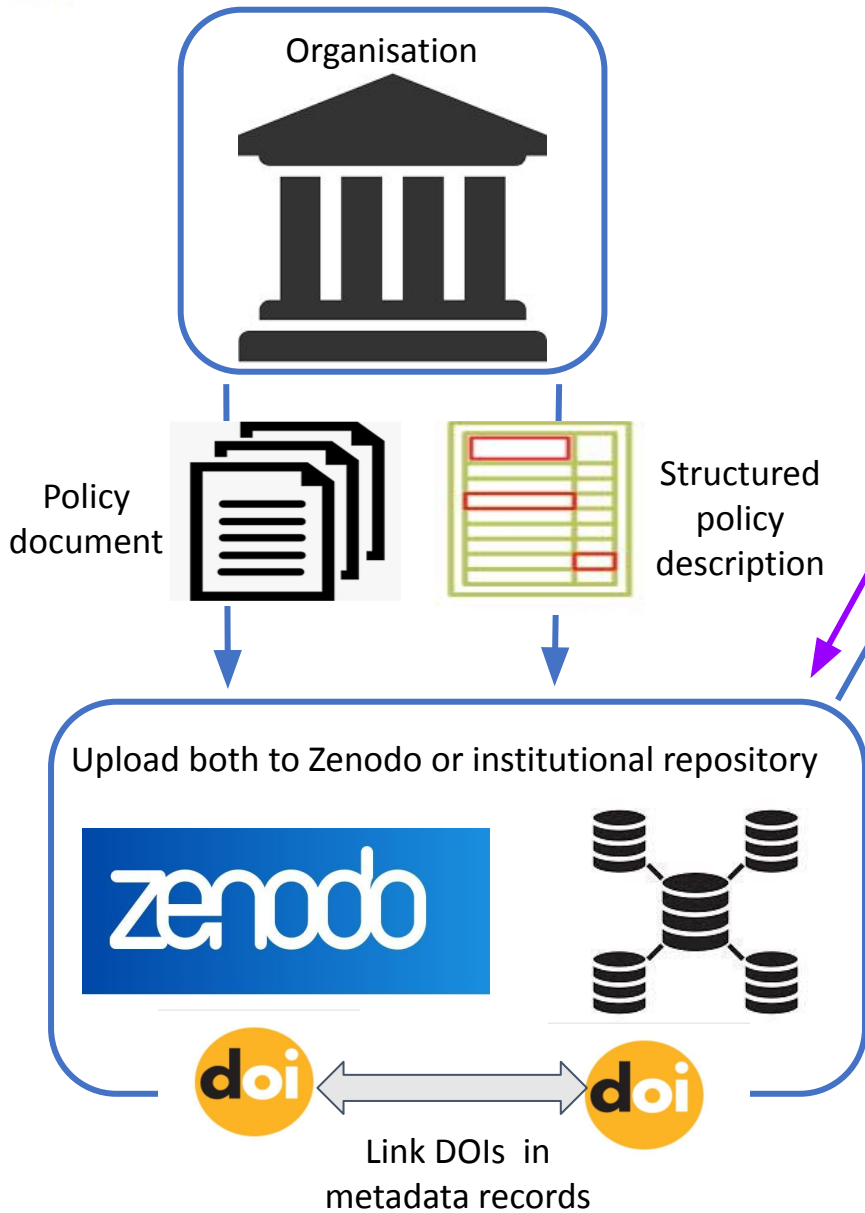 Organisation
Policy
document
Structured
policy
description
Upload both to Zenodo or institutional repository
zenodo
doi
doi
Link DOIs in
metadata records